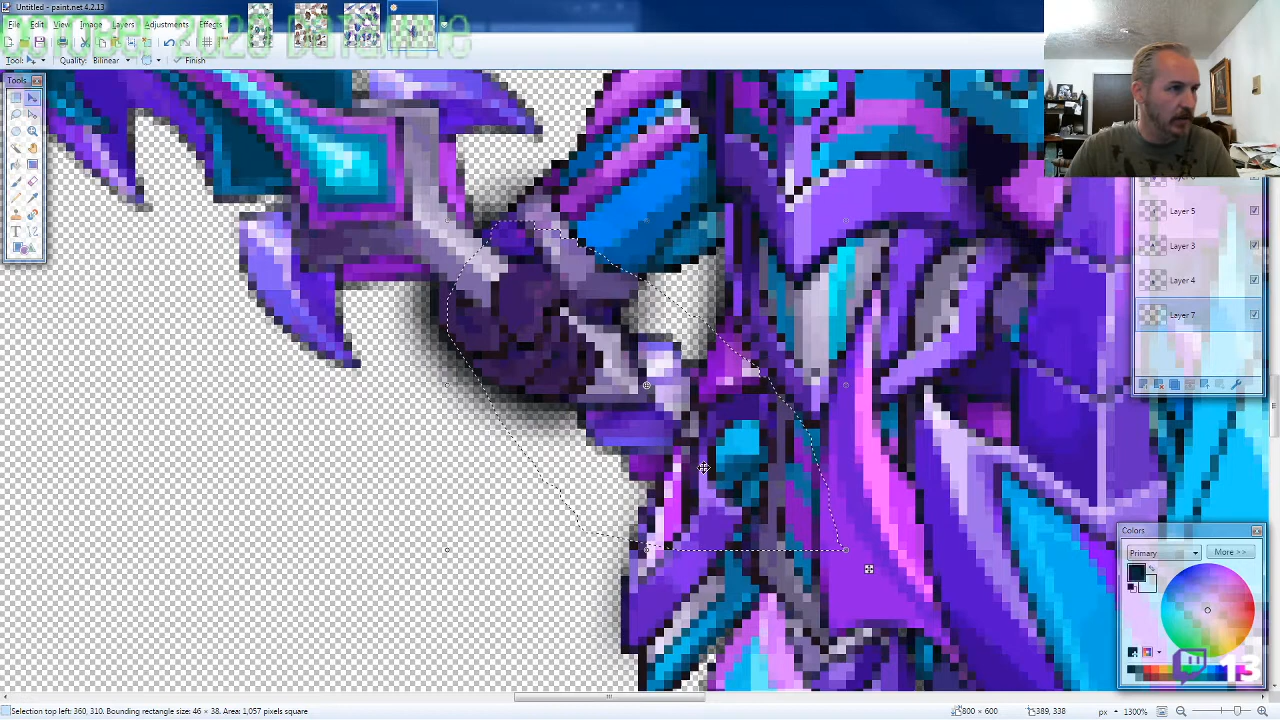 Untitled - paint.net 4.2.13
File Edit View Image Layers Adjustments Effects
2023
Tool: Quality: Bilinear Finish
Tools
T
Layer 5
Layer 3
Layer 4
Layer 7
Colors
Primary More >>
13
Selection top left: 360, 310. Bounding rectangle size: 46 × 38. Area: 1,057 pixels square 800 × 600 389, 338 px 1300%